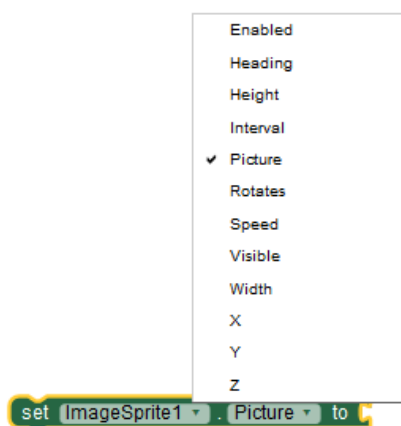 Enabled
Heading
Height
Interval
Picture
Rotates
Speed
Visible
Width
X
Y
Z
set ImageSprite1 . Picture to